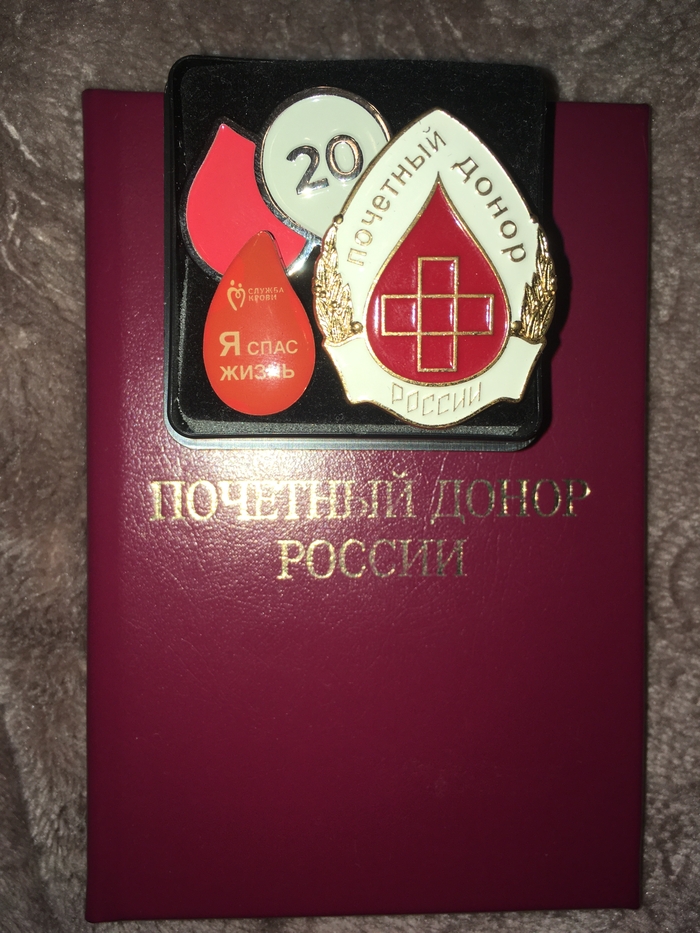 20
почетный донор
СЛУЖБА
КРОВИ
Я СПАС
ЖИЗНЬ
РОССИИ
ПОЧЕТНЫЙ ДОНОР
РОССИИ